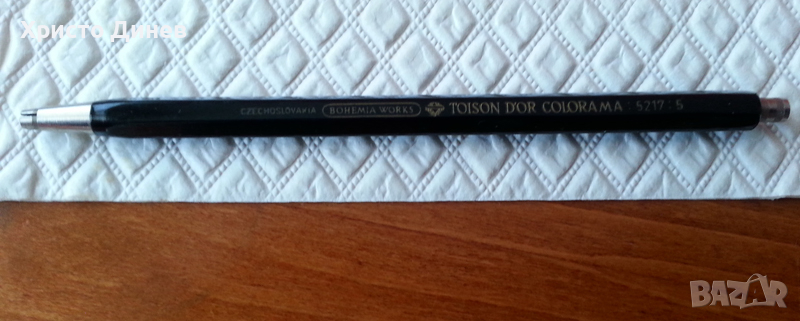 Христо Динев
CZECHOSLOVAKIA BOHEMIA WORKS TOISON D'OR COLORAMA : 5217 : 5
BAZAR